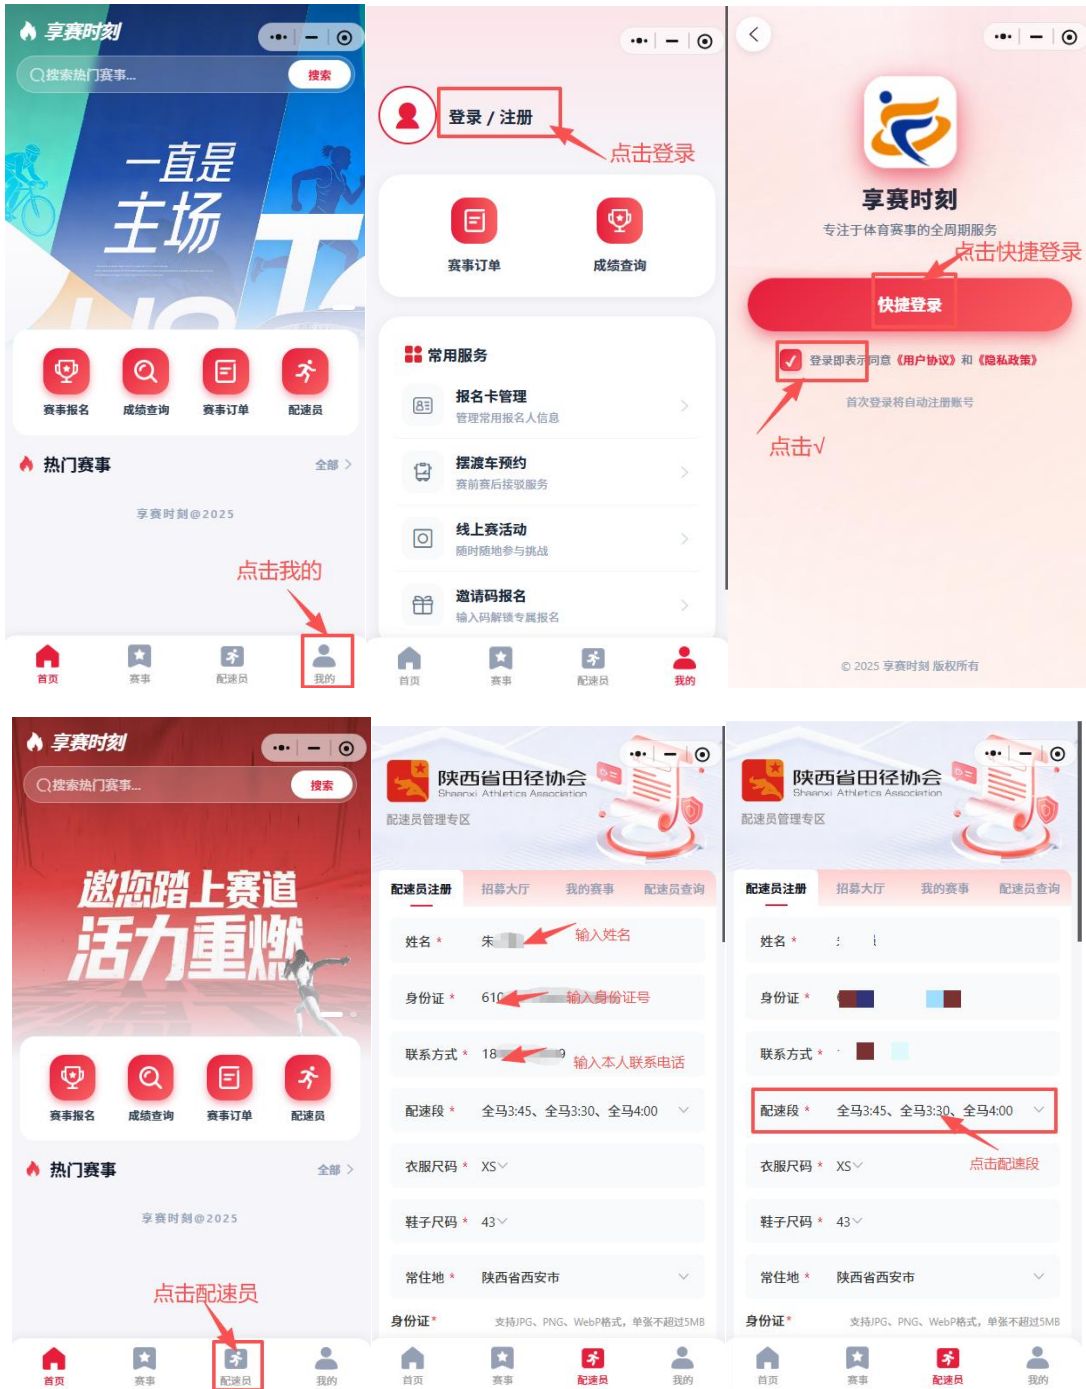 享赛时刻
搜索热门赛事...
搜索
一直是
主场
赛事报名
成绩查询
赛事订单
配速员
热门赛事
全部
享赛时刻@2025
点击我的
首页
赛事
配速员
我的
登录 / 注册
点击登录
赛事订单
成绩查询
常用服务
报名卡管理
管理常用报名人信息
摆渡车预约
赛前赛后接驳服务
线上赛活动
随时随地参与挑战
邀请码报名
输入码解锁专属报名
首页
赛事
配速员
我的
享赛时刻
专注于体育赛事的全周期服务
点击快捷登录
快捷登录
登录即表示同意《用户协议》和《隐私政策》
首次登录将自动注册账号
点击√
© 2025 享赛时刻 版权所有
享赛时刻
搜索热门赛事...
搜索
邀您踏上赛道
活力重燃
赛事报名
成绩查询
赛事订单
配速员
热门赛事
全部
享赛时刻@2025
点击配速员
首页
赛事
配速员
我的
陕西省田径协会
Shaanxi Athletics Association
配速员管理专区
配速员注册
招募大厅
我的赛事
配速员查询
姓名 *
朱
输入姓名
身份证 *
610
输入身份证号
联系方式 *
18
9
输入本人联系电话
配速段 *
全马3:45、全马3:30、全马4:00
衣服尺码 *
XS
鞋子尺码 *
43
常住地 *
陕西省西安市
身份证*
支持JPG、PNG、WebP格式，单张不超过5MB
首页
赛事
配速员
我的
陕西省田径协会
Shaanxi Athletics Association
配速员管理专区
配速员注册
招募大厅
我的赛事
配速员查询
姓名 *
身份证 *
联系方式 *
配速段 *
全马3:45、全马3:30、全马4:00
点击配速段
衣服尺码 *
XS
鞋子尺码 *
43
常住地 *
陕西省西安市
身份证*
支持JPG、PNG、WebP格式，单张不超过5MB
首页
赛事
配速员
我的